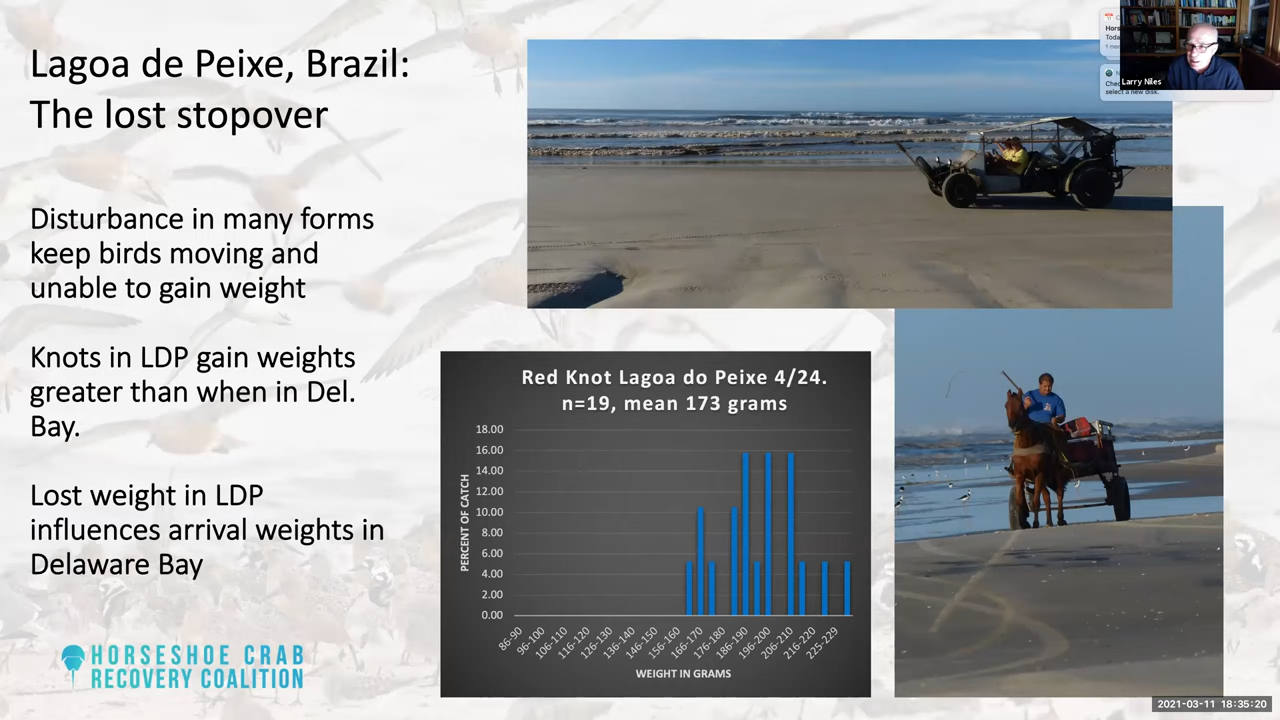 Lagoa de Peixe, Brazil:
The lost stopover
Disturbance in many forms
keep birds moving and
unable to gain weight
Knots in LDP gain weights
greater than when in Del.
Bay.
Lost weight in LDP
influences arrival weights in
Delaware Bay
HORSESHOE CRAB
RECOVERY COALITION
Red Knot Lagoa do Peixe 4/24.
n=19, mean 173 grams
PERCENT OF CATCH
18.00
16.00
14.00
12.00
10.00
8.00
6.00
4.00
2.00
0.00
86-90
96-100
106-110
116-120
126-130
136-140
146-150
156-160
166-170
176-180
186-190
196-200
206-210
216-220
225-229
WEIGHT IN GRAMS
Larry Niles
select a new disk.
2021-03-11 18:35:20